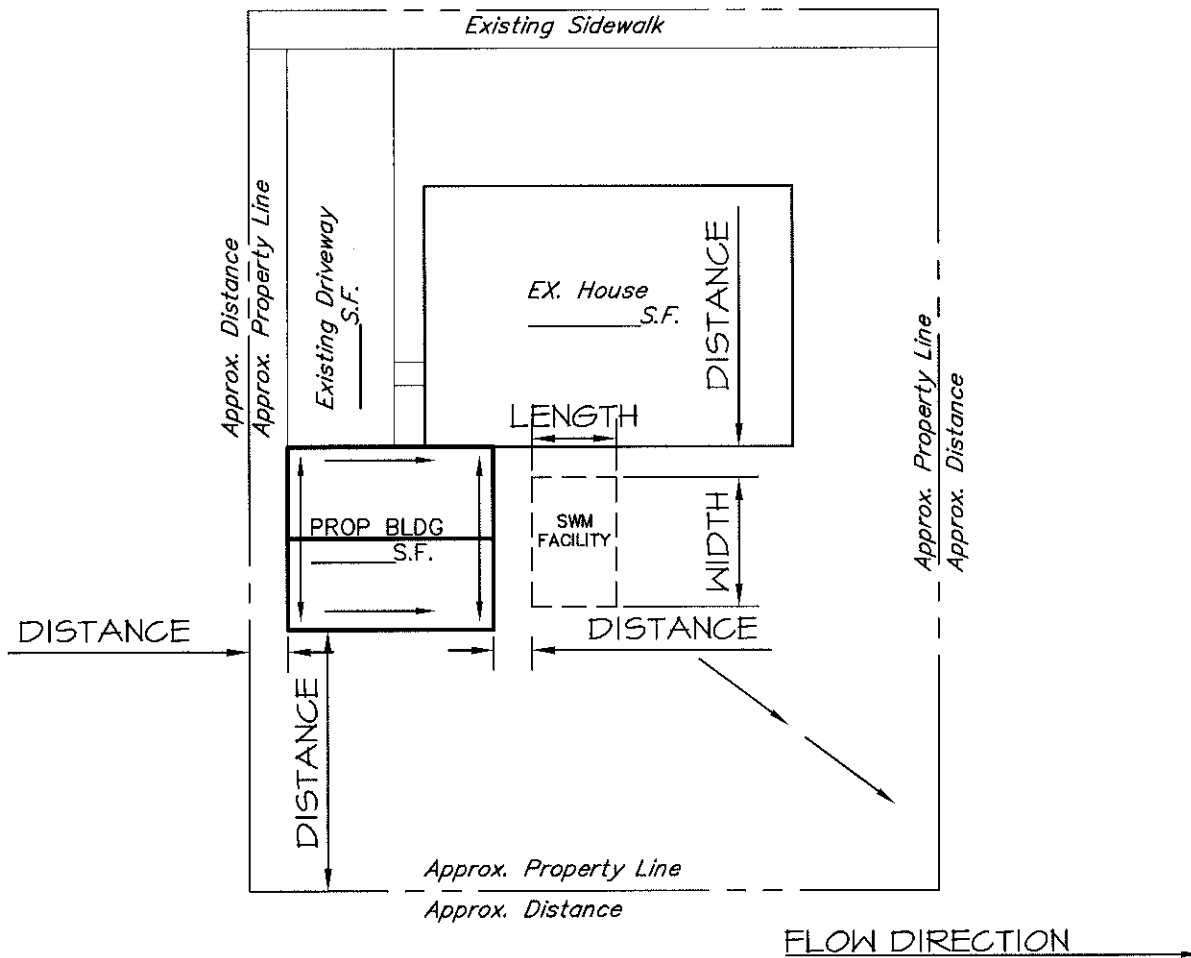 Existing Sidewalk
Approx. Distance
Approx. Property Line
Existing Driveway
S.F.
EX. House
S.F.
DISTANCE
Approx. Property Line
Approx. Distance
LENGTH
PROP BLDG
S.F.
SWM
FACILITY
WIDTH
DISTANCE
DISTANCE
DISTANCE
Approx. Property Line
Approx. Distance
FLOW DIRECTION